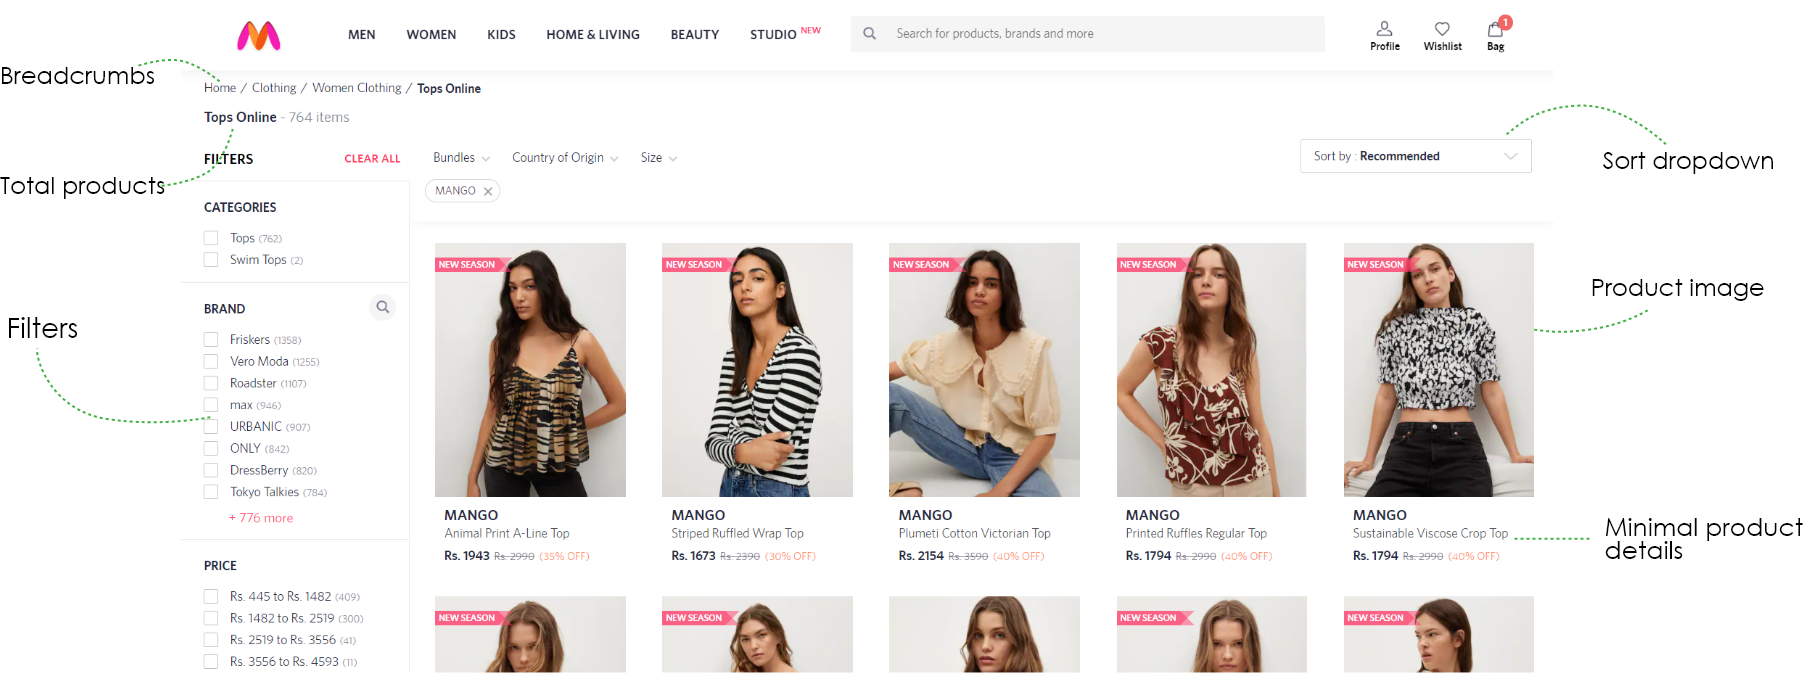 MEN WOMEN KIDS HOME & LIVING BEAUTY STUDIO NEW Search for products, brands and more 1
Profile Wishlist Bag
Breadcrumbs
Home / Clothing / Women Clothing / Tops Online
Tops Online - 764 items
Sort dropdown
Total products
FILTERS CLEAR ALL Bundles Country of Origin Size Sort by : Recommended
MANGO
CATEGORIES
Tops (762)
Swim Tops (2)
BRAND
Filters
Friskers (1358)
Vero Moda (1255)
Roadster (1107)
max (946)
URBANIC (907)
ONLY (842)
DressBerry (820)
Tokyo Talkies (784)
+ 776 more
PRICE
Rs. 445 to Rs. 1482 (409)
Rs. 1482 to Rs. 2519 (300)
Rs. 2519 to Rs. 3556 (41)
Rs. 3556 to Rs. 4593 (11)
NEW SEASON NEW SEASON NEW SEASON NEW SEASON NEW SEASON
Product image
MANGO
Animal Print A-Line Top
Rs. 1943 Rs. 2990 (35% OFF)
MANGO
Striped Ruffled Wrap Top
Rs. 1673 Rs. 2390 (30% OFF)
MANGO
Plumeti Cotton Victorian Top
Rs. 2154 Rs. 3590 (40% OFF)
MANGO
Printed Ruffles Regular Top
Rs. 1794 Rs. 2990 (40% OFF)
MANGO
Sustainable Viscose Crop Top
Rs. 1794 Rs. 2990 (40% OFF)
Minimal product
details
NEW SEASON NEW SEASON NEW SEASON NEW SEASON